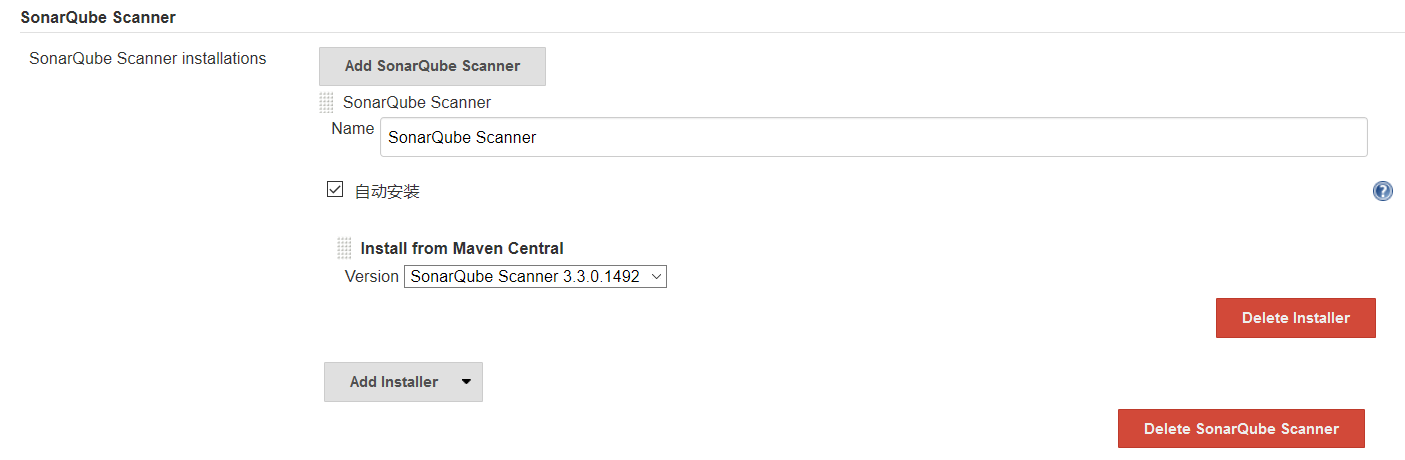 SonarQube Scanner
SonarQube Scanner installations
Add SonarQube Scanner
SonarQube Scanner
Name SonarQube Scanner
自动安装
?
Install from Maven Central
Version SonarQube Scanner 3.3.0.1492
Delete Installer
Add Installer
Delete SonarQube Scanner